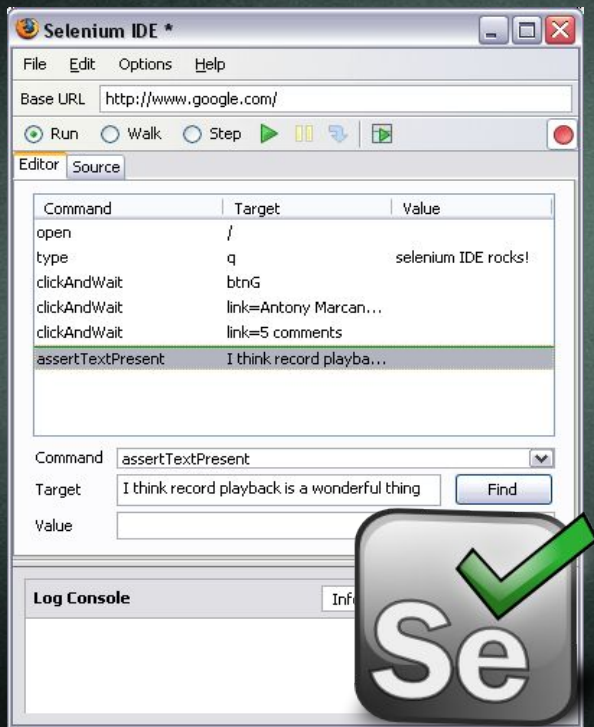 Selenium IDE *
File Edit Options Help
Base URL http://www.google.com/
Run Walk Step
Editor Source
Command Target Value
open /
type q selenium IDE rocks!
clickAndWait btnG
clickAndWait link=Antony Marcan...
clickAndWait link=5 comments
assertTextPresent I think record playba...
Command assertTextPresent
Target I think record playback is a wonderful thing Find
Value
Log Console
Se